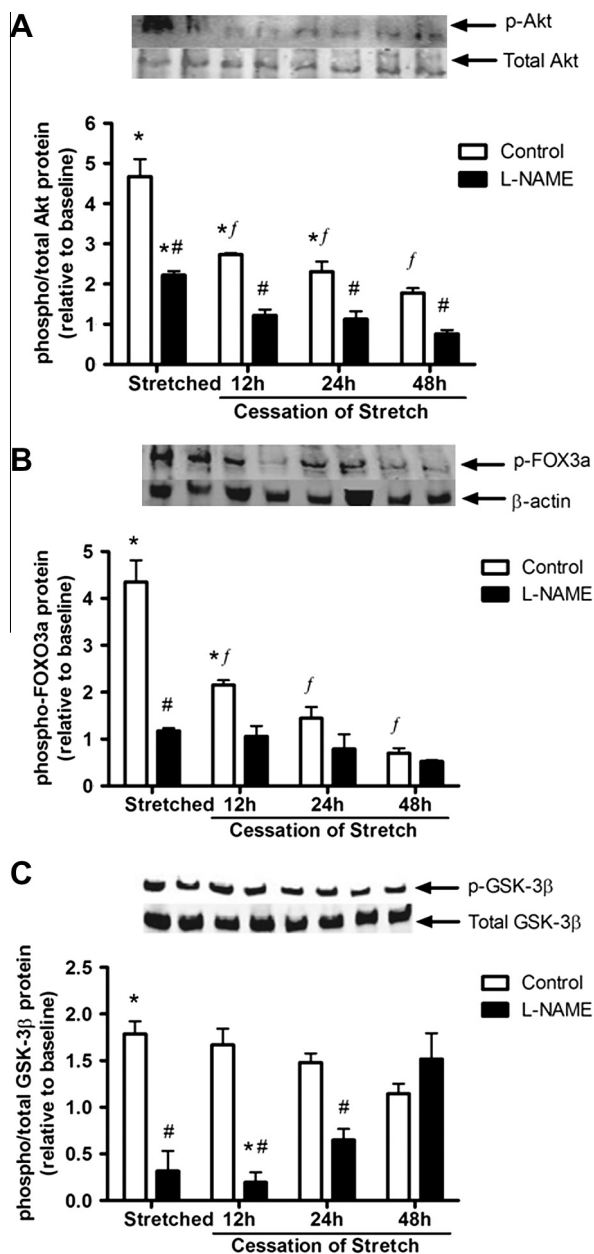 A
p-Akt
Total Akt
phospho/total Akt protein
(relative to baseline)
6
5
4
3
2
1
0
*
*#
*f
#
*f
#
f
#
Control
L-NAME
Stretched 12h 24h 48h
Cessation of Stretch
B
p-FOX3a
β-actin
phospho-FOXO3a protein
(relative to baseline)
5
4
3
2
1
0
*
#
*f
f
f
Control
L-NAME
Stretched 12h 24h 48h
Cessation of Stretch
C
p-GSK-3β
Total GSK-3β
phospho/total GSK-3β protein
(relative to baseline)
2.5
2.0
1.5
1.0
0.5
0.0
*
#
*#
#
Control
L-NAME
Stretched 12h 24h 48h
Cessation of Stretch